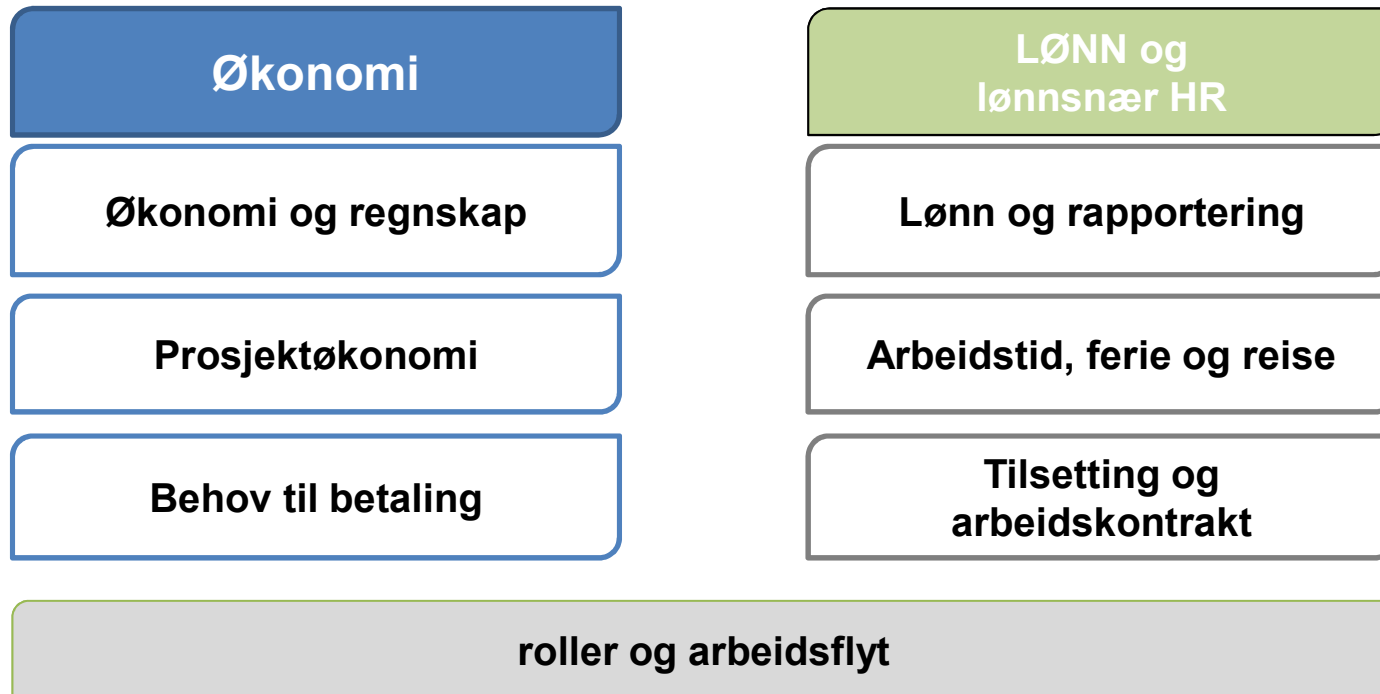 Økonomi
Økonomi og regnskap
Prosjektøkonomi
Behov til betaling
LØNN og
lønnsnær HR
Lønn og rapportering
Arbeidstid, ferie og reise
Tilsetting og
arbeidskontrakt
roller og arbeidsflyt